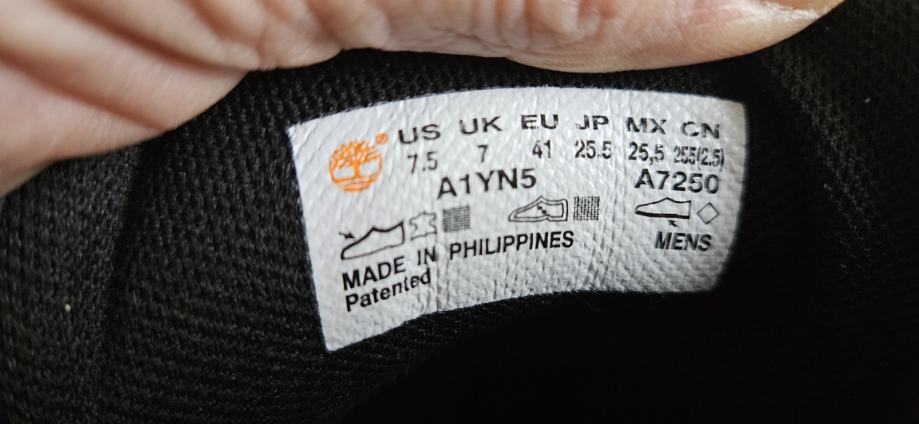 US UK EU JP MX CN
7.5 7 41 25.5 25,5 255(2.5)
A1YN5 A7250
MENS
MADE IN PHILIPPINES
Patented